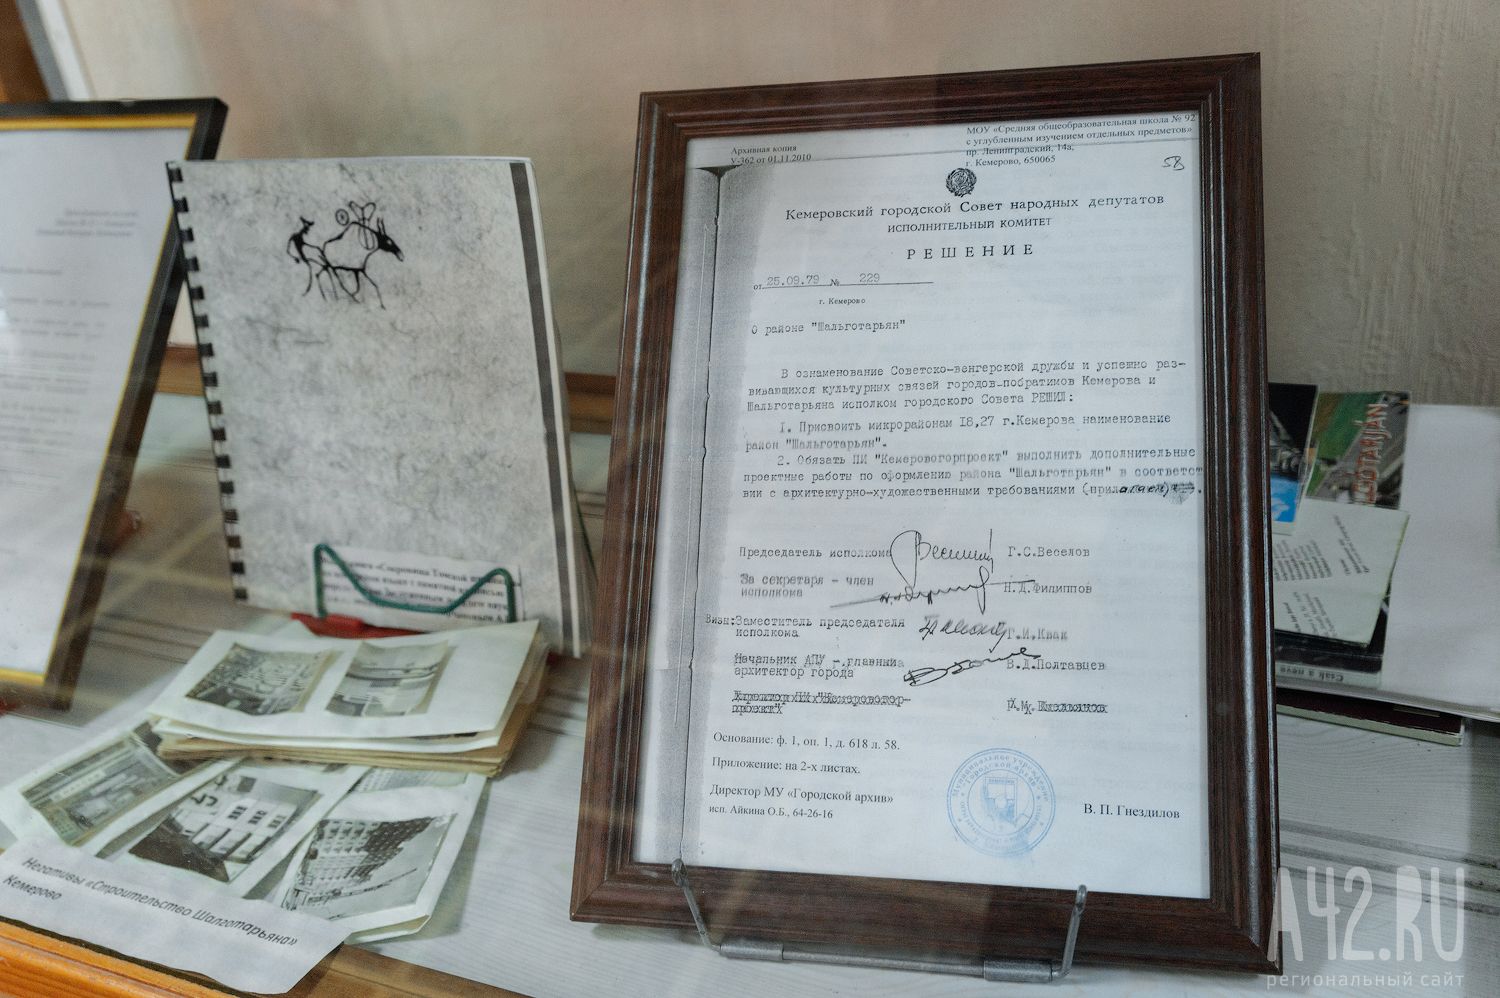 Архивная копия
У-362 от 01.11.2010
МОУ «Средняя общеобразовательная школа № 92
с углубленным изучением отдельных предметов»
пр. Ленинградский, 14а,
г. Кемерово, 650065
58
Кемеровский городской Совет народных депутатов
ИСПОЛНИТЕЛЬНЫЙ КОМИТЕТ
РЕШЕНИЕ
от 25.09.79 № 229
г. Кемерово
О районе "Шальготарьян"
В ознаменование Советско-венгерской дружбы и успешно раз-
вивающихся культурных связей городов-побратимов Кемерова и
Шальготарьяна исполком городского Совета РЕШИЛ:
1. Присвоить микрорайонам 18,27 г.Кемерова наименование
район "Шальготарьян".
2. Обязать ПИ "Кемеровогорпроект" выполнить дополнительные
проектные работы по оформлению района "Шальготарьян" в соответст
вии с архитектурно-художественными требованиями
Председатель исполкома Г.С.Веселов
За секретаря - член
исполкома Н.Д.Филиппов
Визы: Заместитель председателя
исполкома Г.И.Квак
Начальник АПУ - главный
архитектор города В.Д.Полтавцев
Основание: ф. 1, оп. 1, д. 618 л. 58.
Приложение: на 2-х листах.
Директор МУ «Городской архив» В. П. Гнездилов
исп. Айкина О.Б., 64-26-16
Негативы «Строительство Шалготарьяна»
Кемерово
Csak a neve
A42.RU
региональный сайт